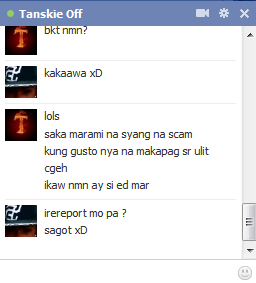 Tanskie Off
bkt nmn?
kakaawa xD
lols
saka marami na syang na scam
kung gusto nya na makapag sr ulit
cgeh
ikaw nmn ay si ed mar
irereport mo pa ?
sagot xD